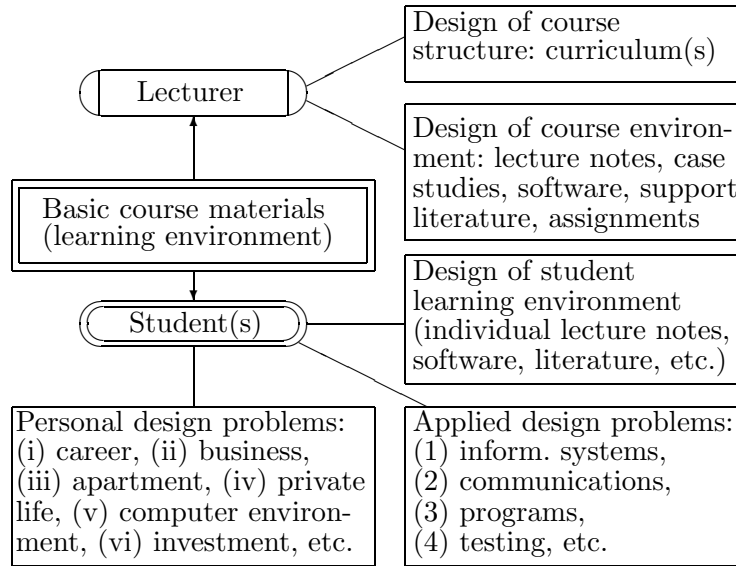 Design of course
structure: curriculum(s)
Lecturer
Design of course environ-
ment: lecture notes, case
studies, software, support
literature, assignments
Basic course materials
(learning environment)
Design of student
learning environment
(individual lecture notes,
software, literature, etc.)
Student(s)
Personal design problems:
(i) career, (ii) business,
(iii) apartment, (iv) private
life, (v) computer environ-
ment, (vi) investment, etc.
Applied design problems:
(1) inform. systems,
(2) communications,
(3) programs,
(4) testing, etc.